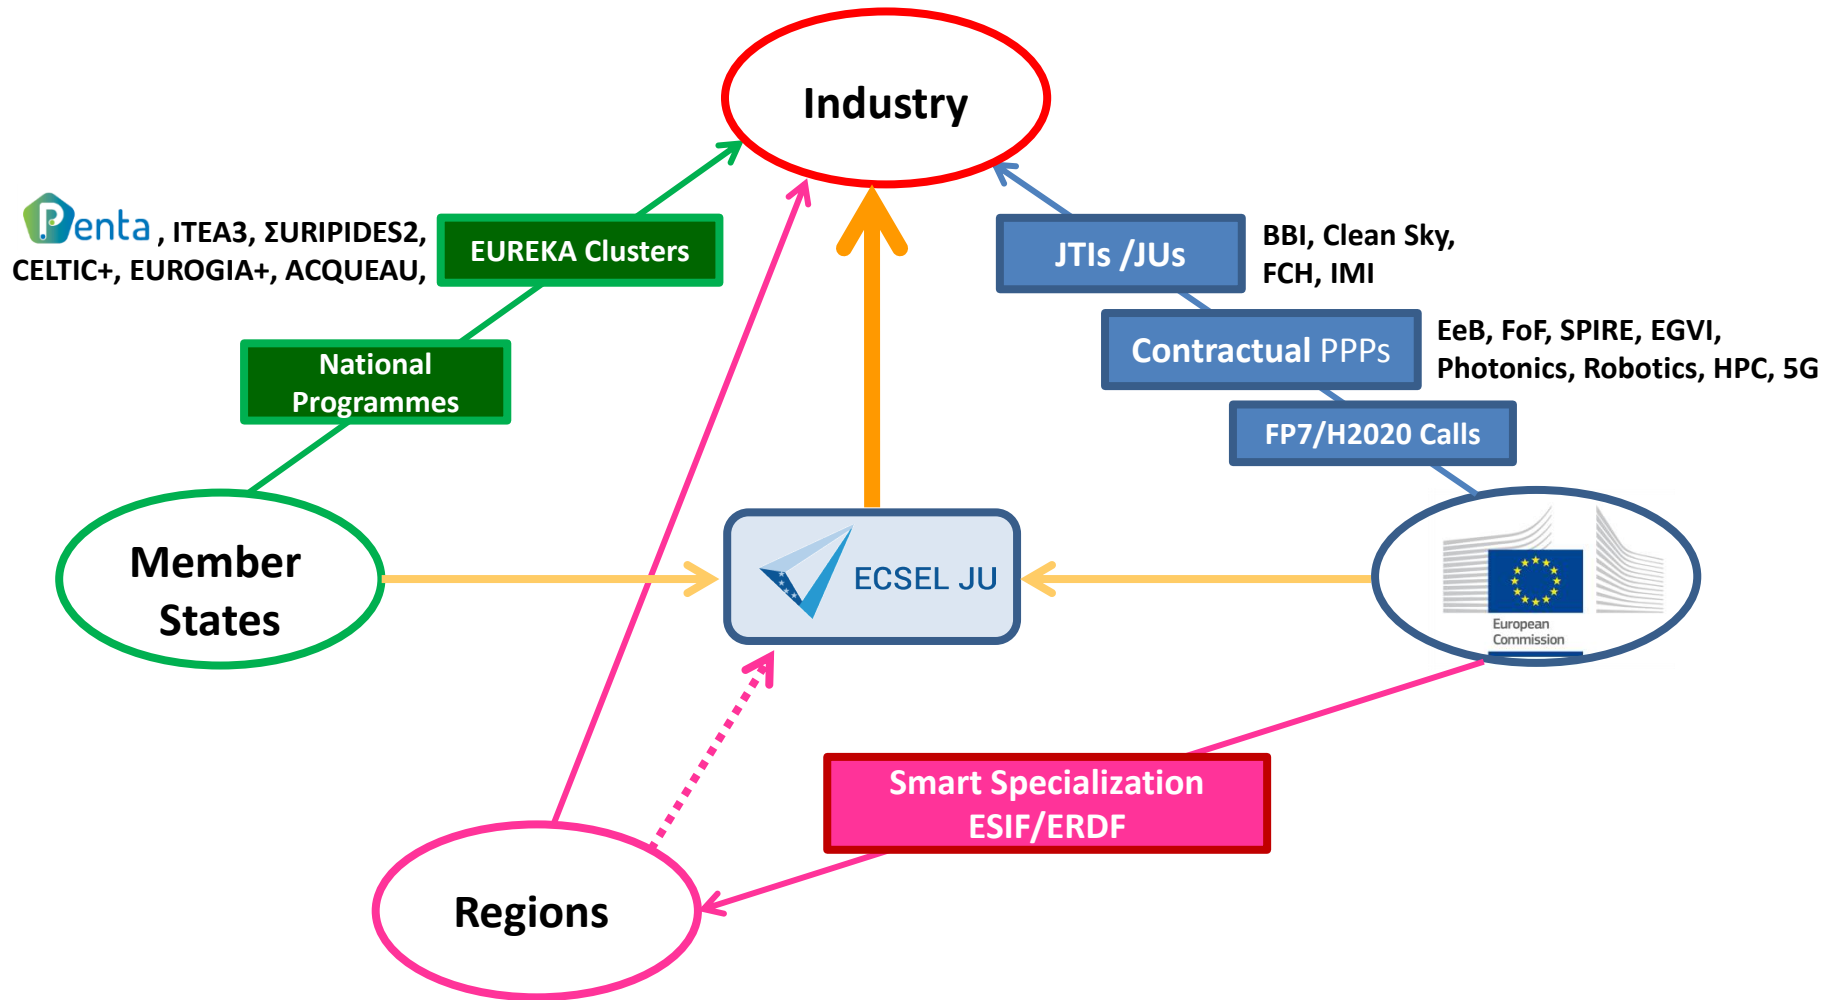 Industry
Penta , ITEA3, ΣURIPIDES2,
CELTIC+, EUROGIA+, ACQUEAU,
EUREKA Clusters
JTIs /JUs
BBI, Clean Sky,
FCH, IMI
National
Programmes
Contractual PPPs
EeB, FoF, SPIRE, EGVI,
Photonics, Robotics, HPC, 5G
FP7/H2020 Calls
Member
States
ECSEL JU
European
Commission
Smart Specialization
ESIF/ERDF
Regions